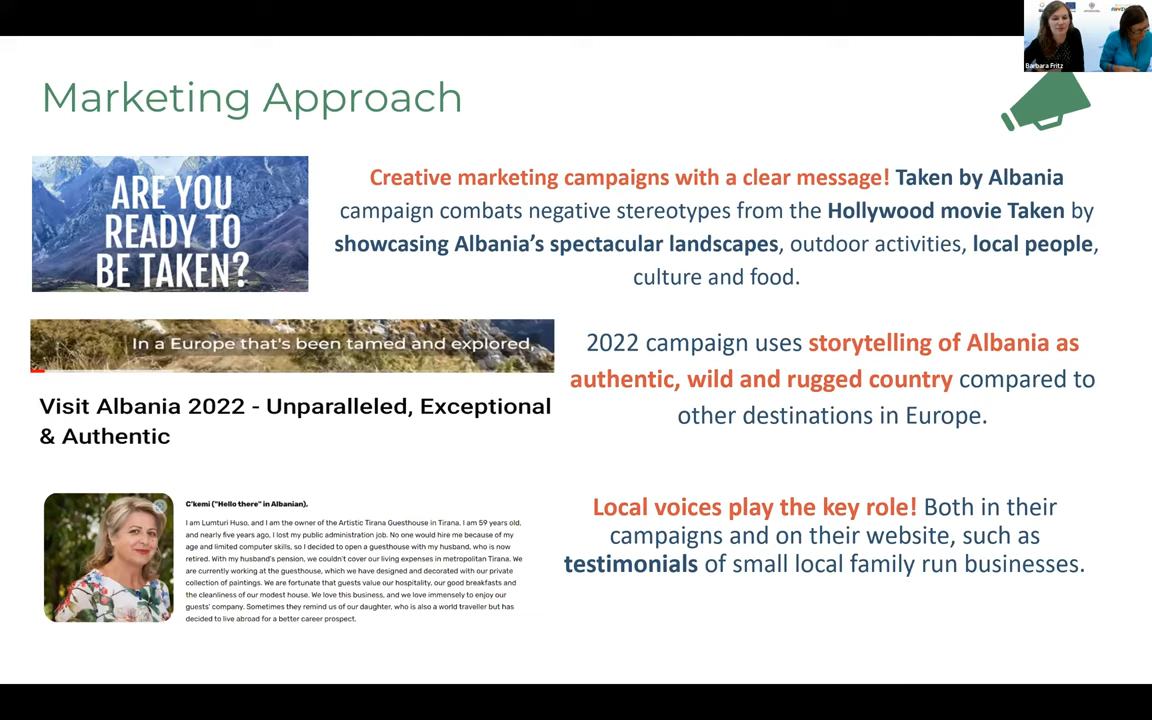 Barbara Fritz
Marketing Approach
ARE YOU
READY TO
BE TAKEN?
Creative marketing campaigns with a clear message! Taken by Albania
campaign combats negative stereotypes from the Hollywood movie Taken by
showcasing Albania's spectacular landscapes, outdoor activities, local people,
culture and food.
In a Europe that's been tamed and explored,
Visit Albania 2022 - Unparalleled, Exceptional
& Authentic
2022 campaign uses storytelling of Albania as
authentic, wild and rugged country compared to
other destinations in Europe.
C'kemi ("Hello there" in Albanian),
I am Lumturi Huso, and I am the owner of the Artistic Tirana Guesthouse in Tirana. I am 59 years old,
and nearly five years ago, I lost my public administration job. No one would hire me because of my
age and limited computer skills, so I decided to open a guesthouse with my husband, who is now
retired. With my husband's pension, we couldn't cover our living expenses in metropolitan Tirana. We
are currently working at the guesthouse, which we have designed and decorated with our private
collection of paintings. We are fortunate that guests value our hospitality, our good breakfasts and
the cleanliness of our modest house. We love this business, and we love immensely to enjoy our
guests' company. Sometimes they remind us of our daughter, who is also a world traveller but has
decided to live abroad for a better career prospect.
Local voices play the key role! Both in their
campaigns and on their website, such as
testimonials of small local family run businesses.